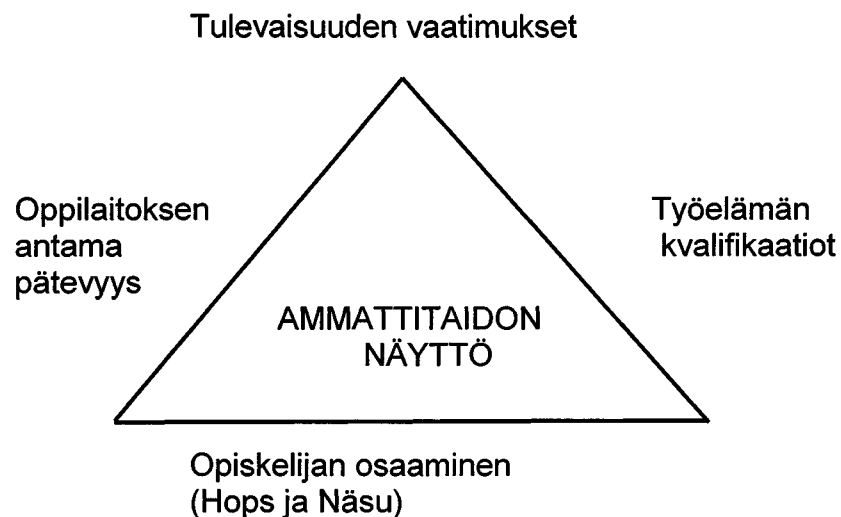 Tulevaisuuden vaatimukset
Oppilaitoksen
antama
pätevyys
Työelämän
kvalifikaatiot
AMMATTITAIDON
NÄYTTÖ
Opiskelijan osaaminen
(Hops ja Näsu)